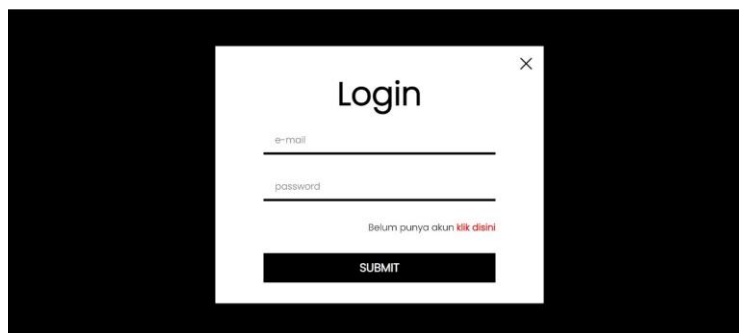 Login
e-mail
password
Belum punya akun klik disini
SUBMIT